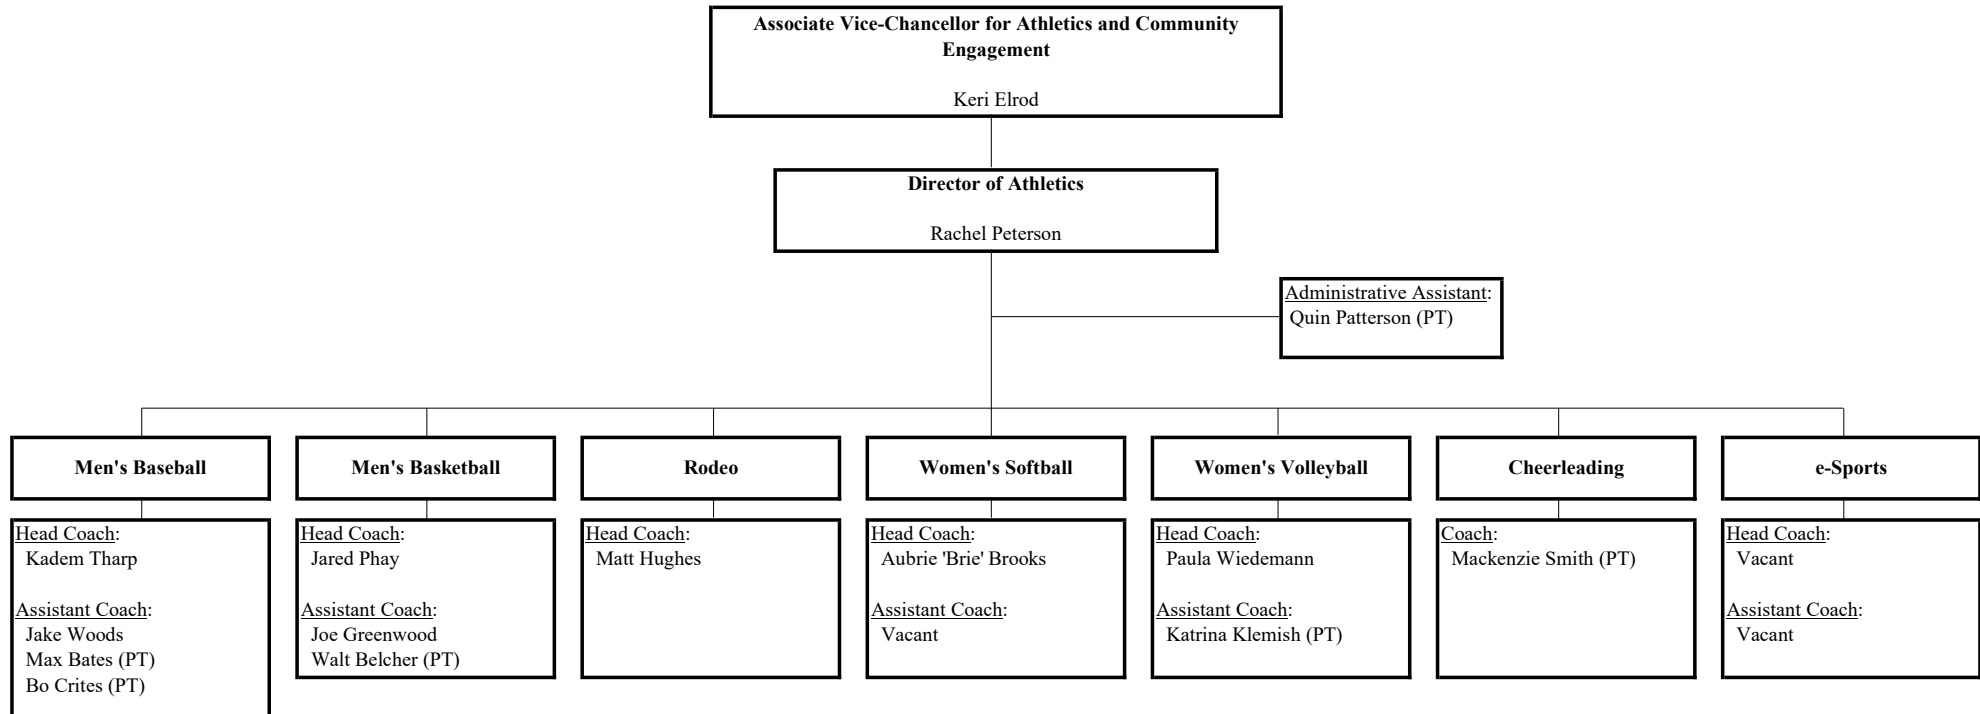 Associate Vice-Chancellor for Athletics and Community
Engagement
Keri Elrod
Director of Athletics
Rachel Peterson
Administrative Assistant:
Quin Patterson (PT)
Men's Baseball
Head Coach:
Kadem Tharp
Assistant Coach:
Jake Woods
Max Bates (PT)
Bo Crites (PT)
Men's Basketball
Head Coach:
Jared Phay
Assistant Coach:
Joe Greenwood
Walt Belcher (PT)
Rodeo
Head Coach:
Matt Hughes
Women's Softball
Head Coach:
Aubrie 'Brie' Brooks
Assistant Coach:
Vacant
Women's Volleyball
Head Coach:
Paula Wiedemann
Assistant Coach:
Katrina Klemish (PT)
Cheerleading
Coach:
Mackenzie Smith (PT)
e-Sports
Head Coach:
Vacant
Assistant Coach:
Vacant